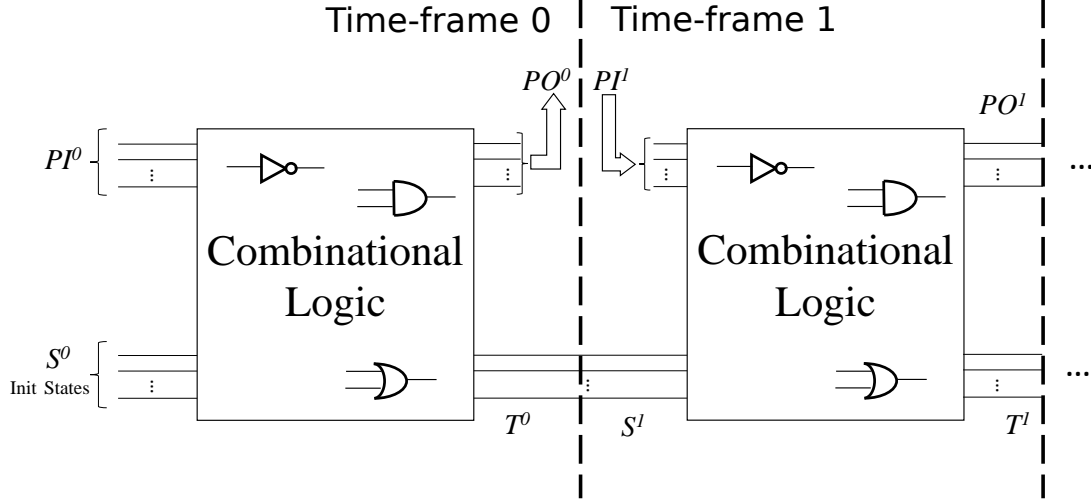 Time-frame 0
Time-frame 1
PO⁰
PI¹
PO¹
PI⁰
...
...
...
...
...
Combinational
Logic
Combinational
Logic
S⁰
Init States
...
...
...
...
T⁰
S¹
T¹